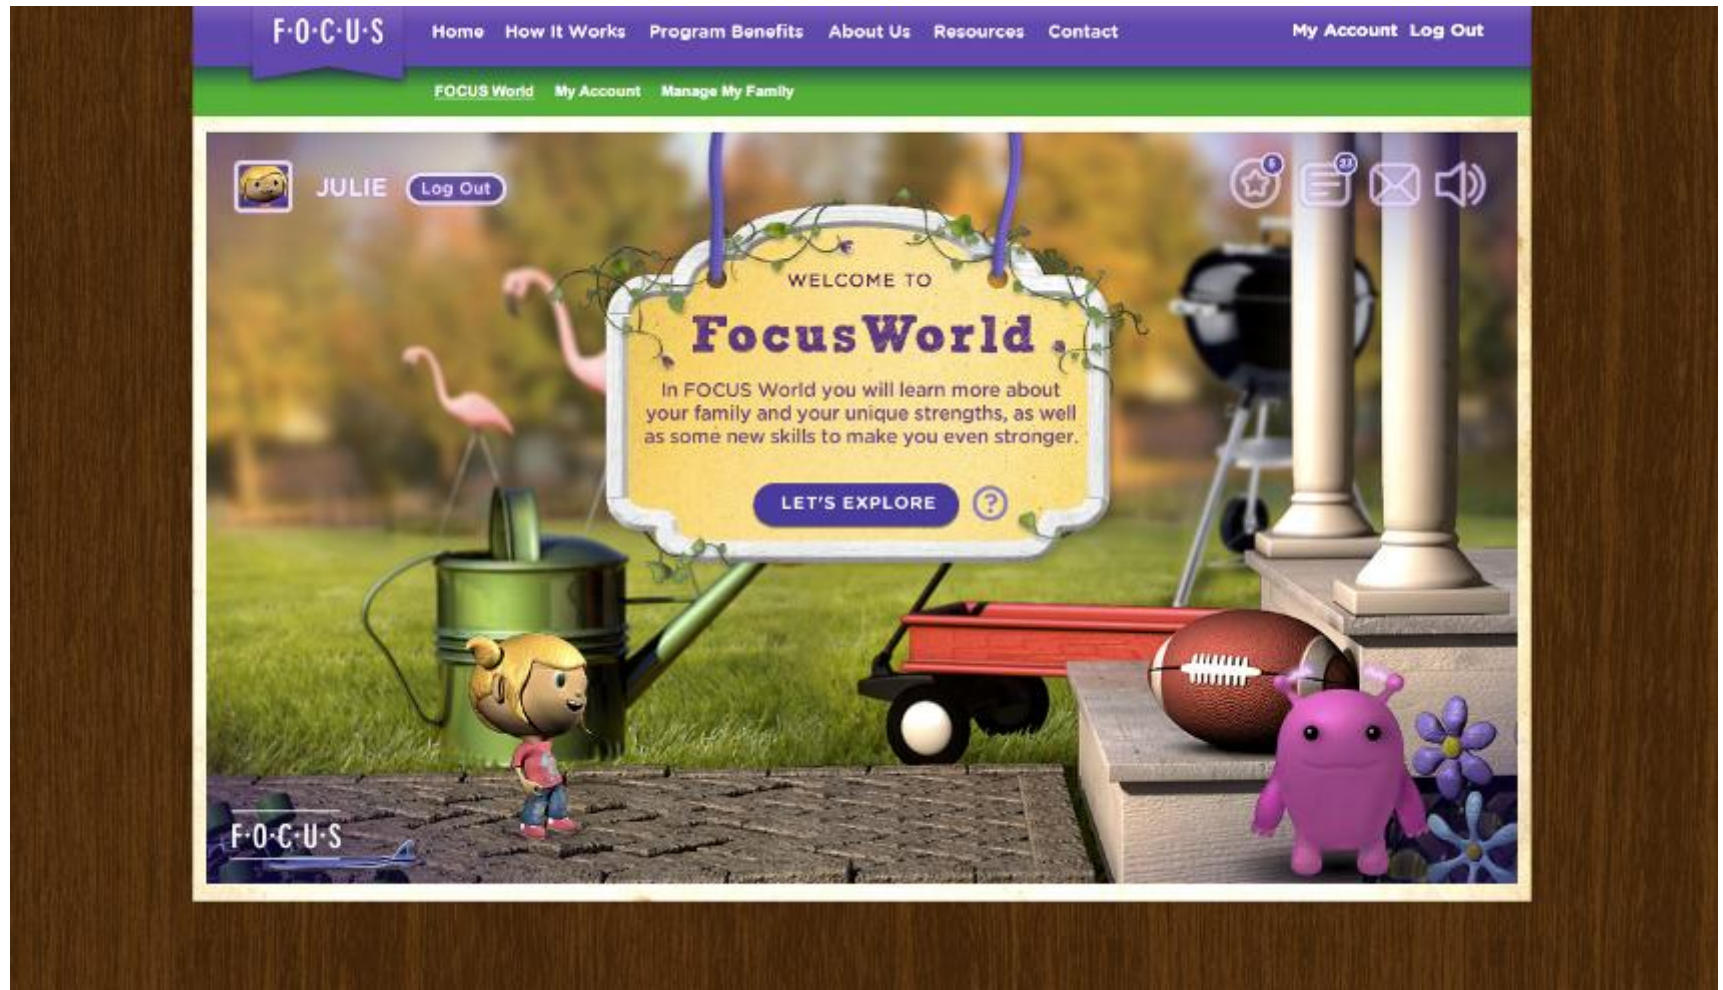 F·O·C·U·S
Home How It Works Program Benefits About Us Resources Contact
My Account Log Out
FOCUS World My Account Manage My Family
JULIE Log Out
5
23
WELCOME TO
FocusWorld
In FOCUS World you will learn more about
your family and your unique strengths, as well
as some new skills to make you even stronger.
LET'S EXPLORE ?
F·O·C·U·S